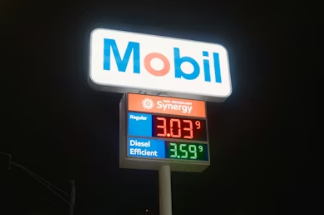 Mobil
Synergy
Regular
3.03 9
Diesel
Efficient
3.59 9